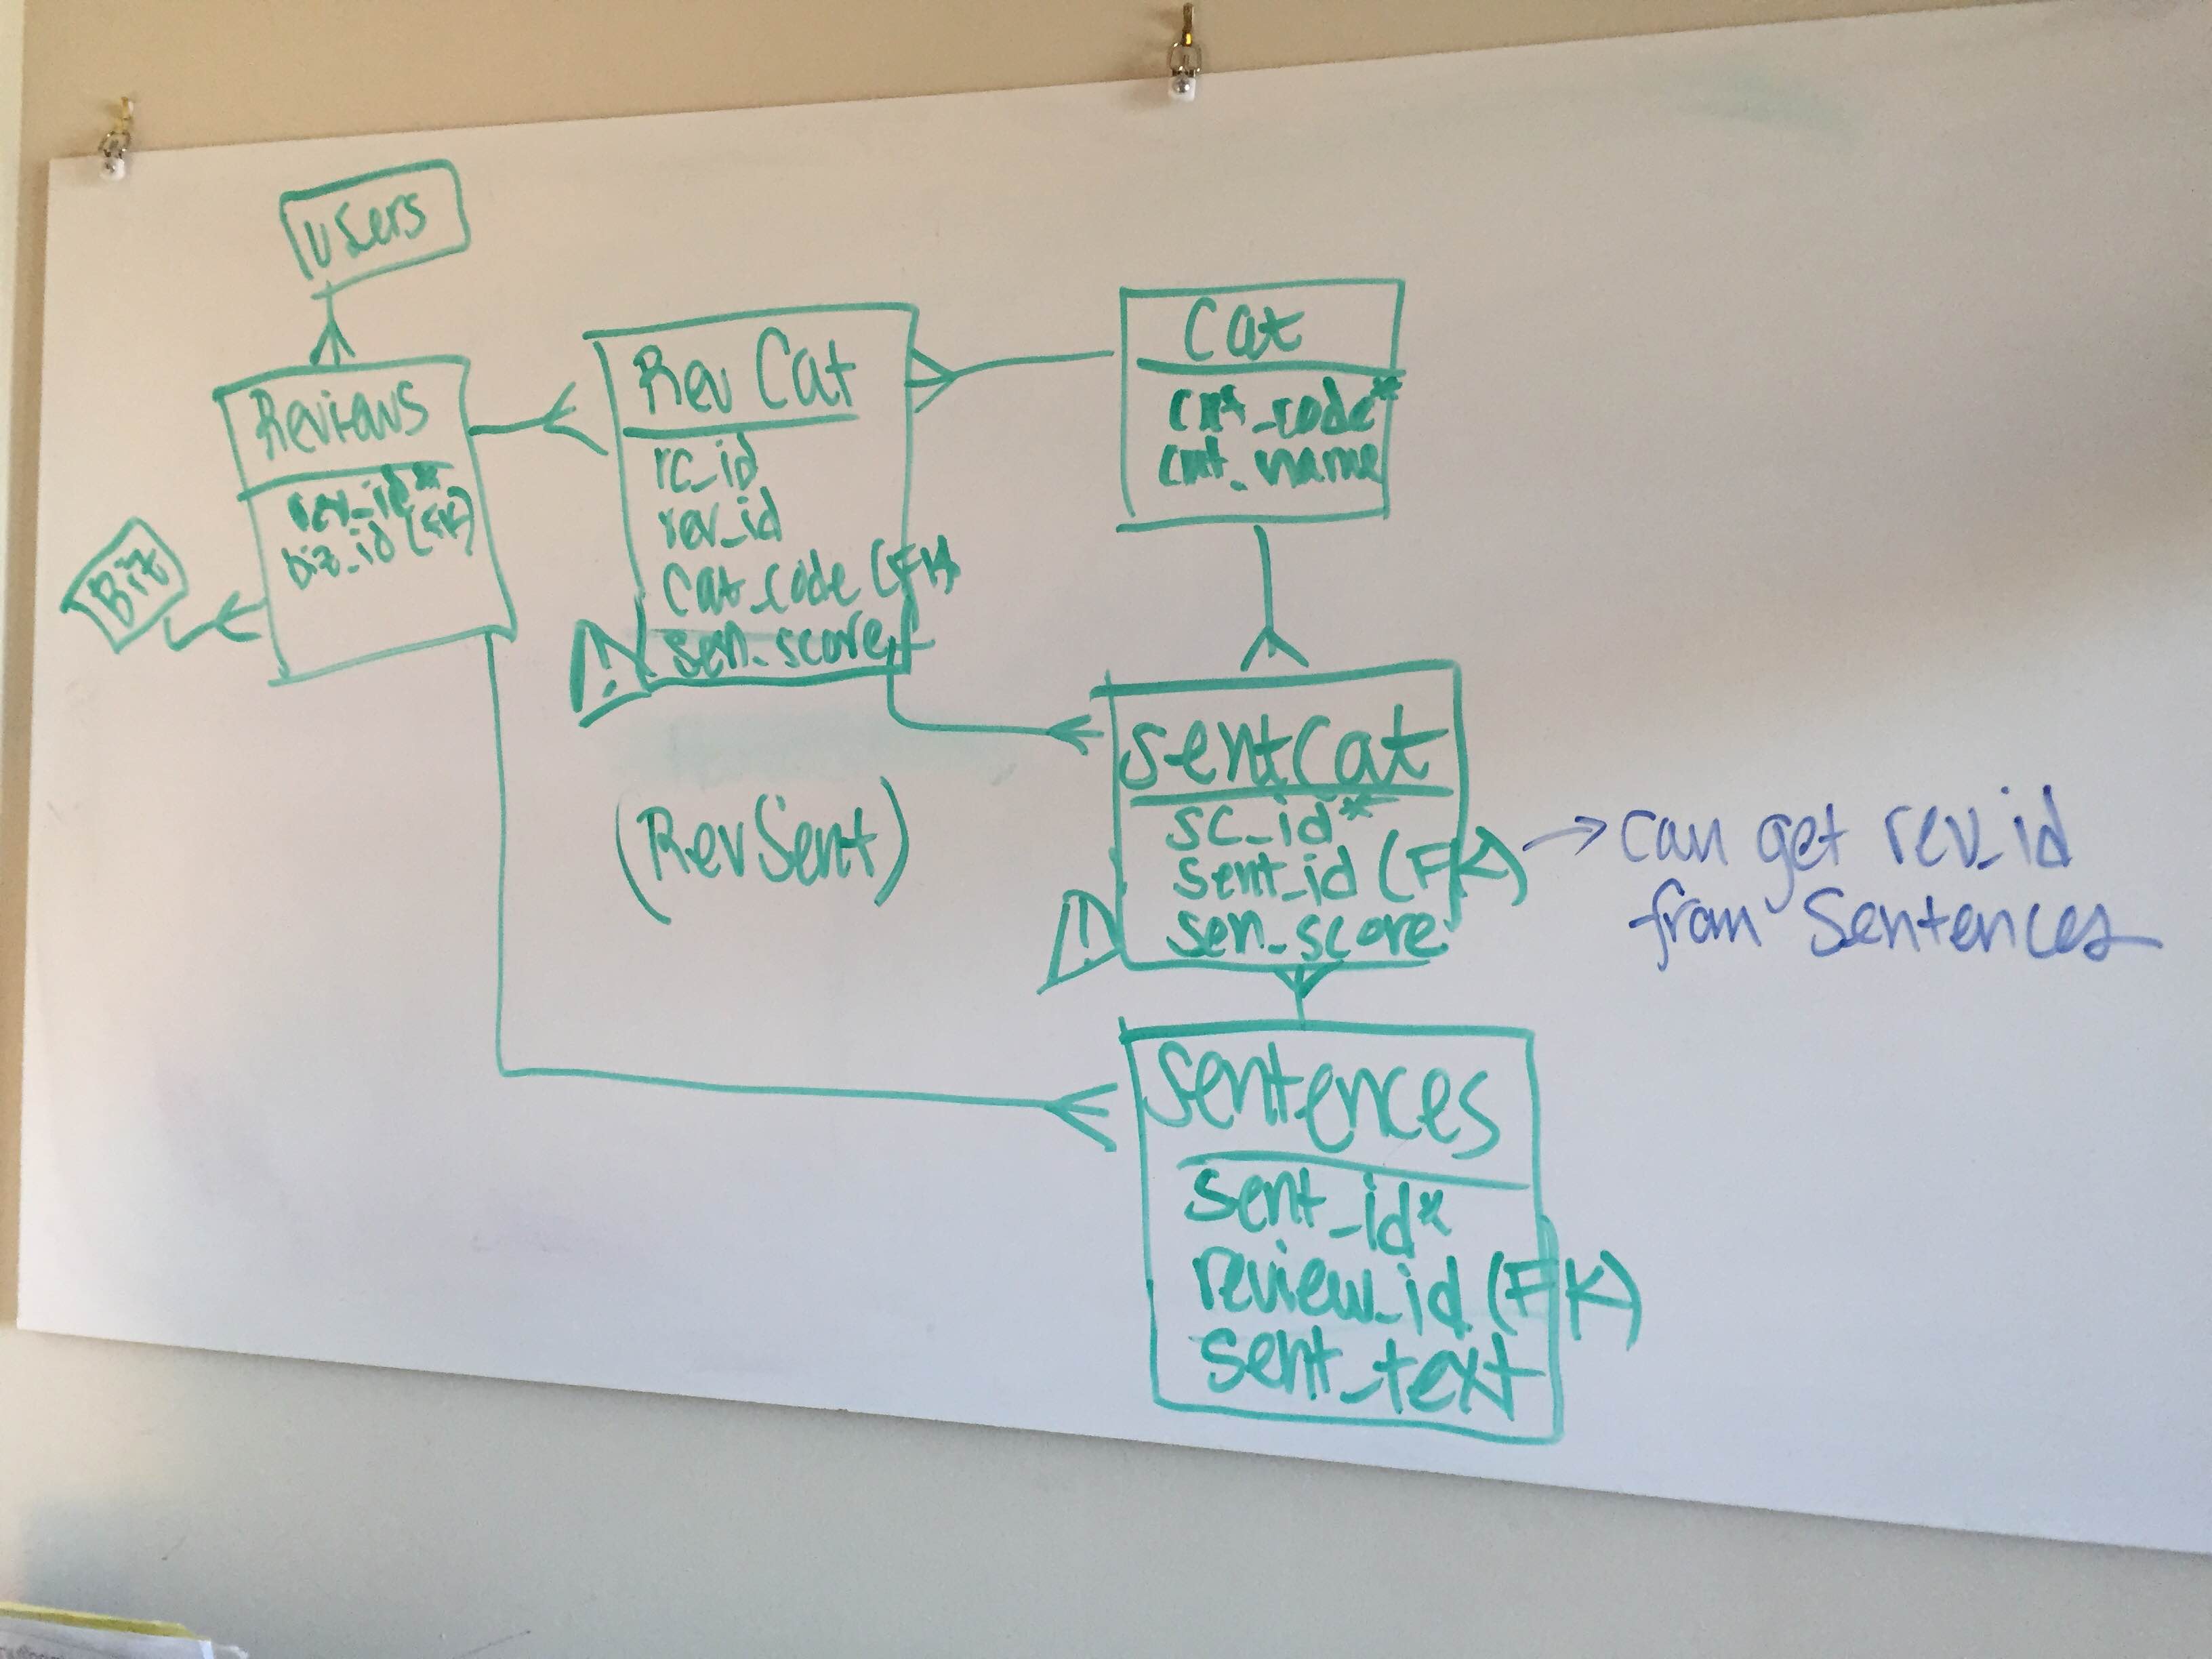 users
Reviews
rev_id*
biz_id (FK)
Biz
Rev Cat
rc_id
rev_id
cat_code (FK)
sen_score
!
(RevSent)
Cat
cat_code*
cat_name
SentCat
sc_id*
sent_id (FK)
sen_score
!
→ can get rev_id
from Sentences
Sentences
sent_id*
review_id (FK)
sent_text